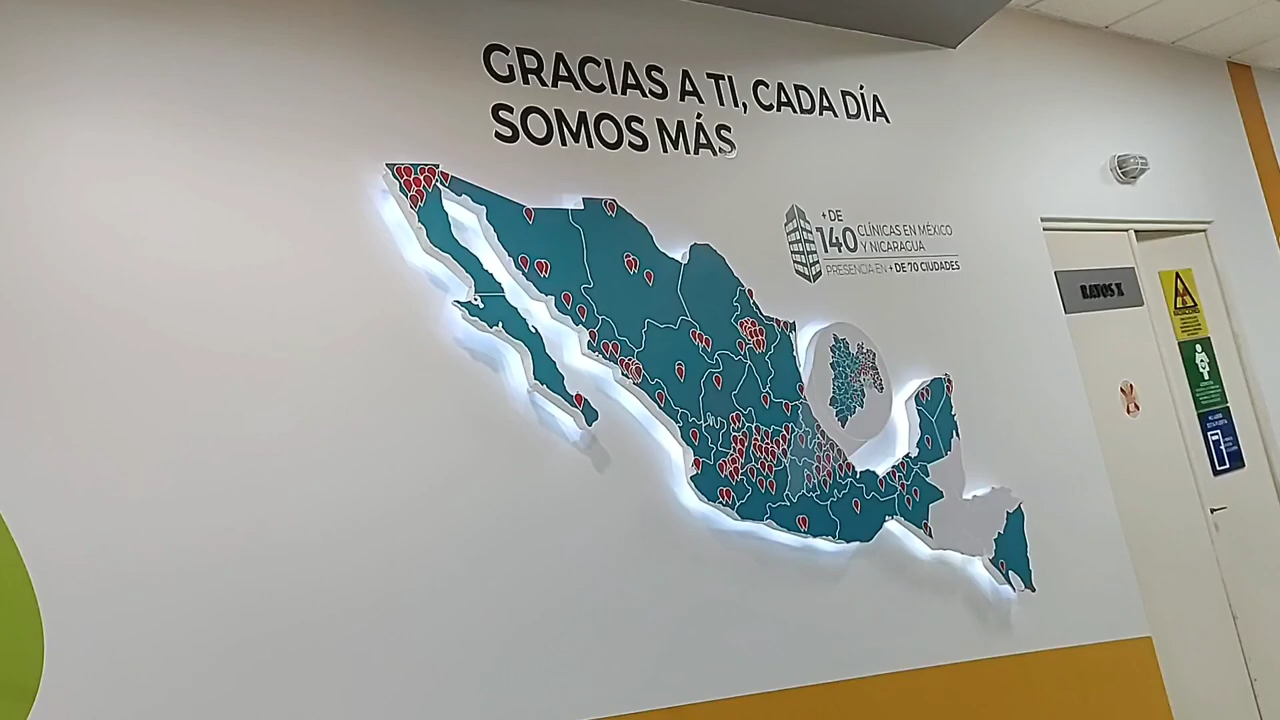 GRACIAS A TI, CADA DÍA
SOMOS MÁS
+ DE
140 CLÍNICAS EN MÉXICO
Y NICARAGUA
PRESENCIA EN + DE 70 CIUDADES
RAYOS X